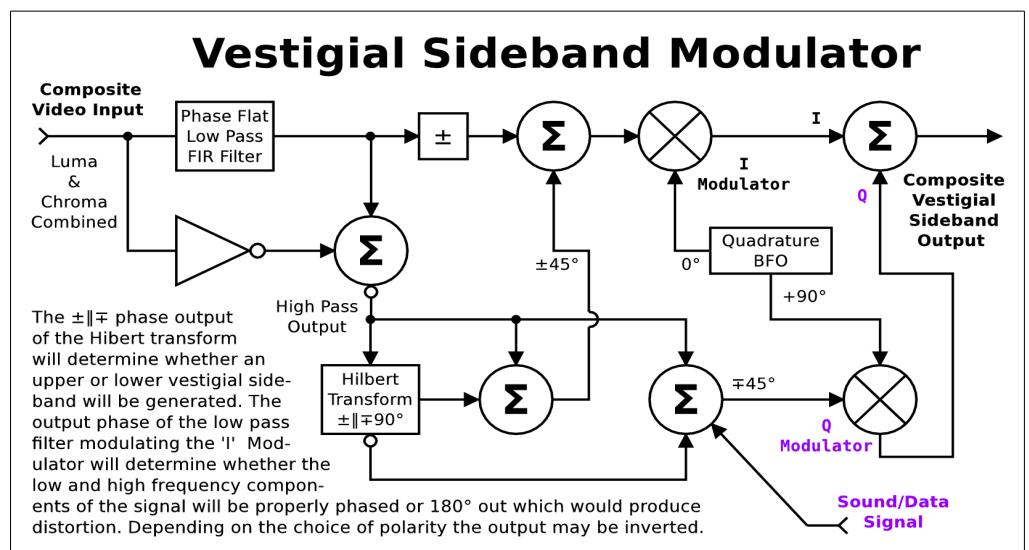 Vestigial Sideband Modulator
Composite
Video Input
Luma
&
Chroma
Combined
Phase Flat
Low Pass
FIR Filter
±
Σ
I
Σ
I
Modulator
Q
Composite
Vestigial
Sideband
Output
Σ
±45°
0°
Quadrature
BFO
+90°
High Pass
Output
Hilbert
Transform
±∥∓90°
Σ
Σ
∓45°
Q
Modulator
Sound/Data
Signal
The ±∥∓ phase output
of the Hibert transform
will determine whether an
upper or lower vestigial side-
band will be generated. The
output phase of the low pass
filter modulating the 'I' Mod-
ulator will determine whether the
low and high frequency compon-
ents of the signal will be properly phased or 180° out which would produce
distortion. Depending on the choice of polarity the output may be inverted.